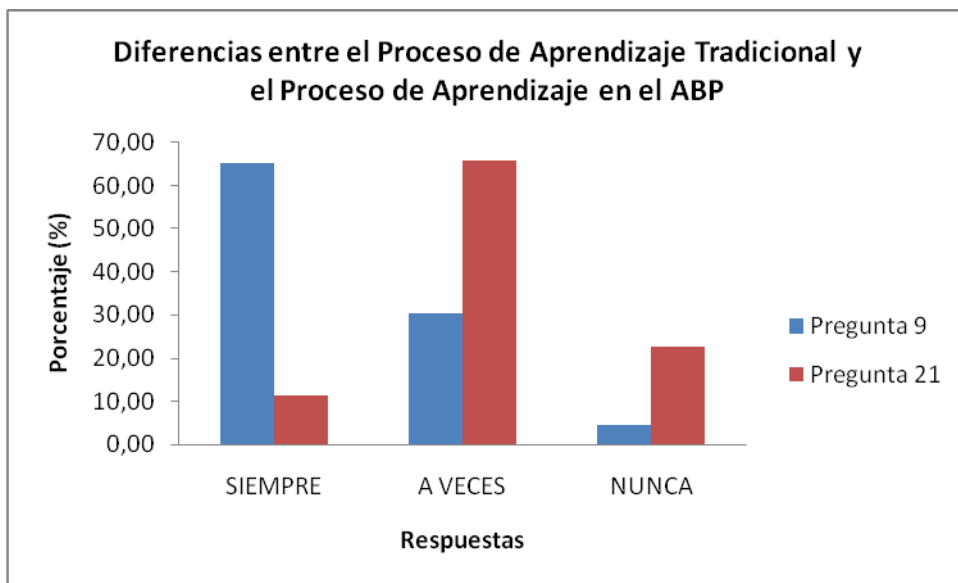 Diferencias entre el Proceso de Aprendizaje Tradicional y
el Proceso de Aprendizaje en el ABP
Porcentaje (%)
70,00
60,00
50,00
40,00
30,00
20,00
10,00
0,00
SIEMPRE
A VECES
NUNCA
Respuestas
Pregunta 9
Pregunta 21